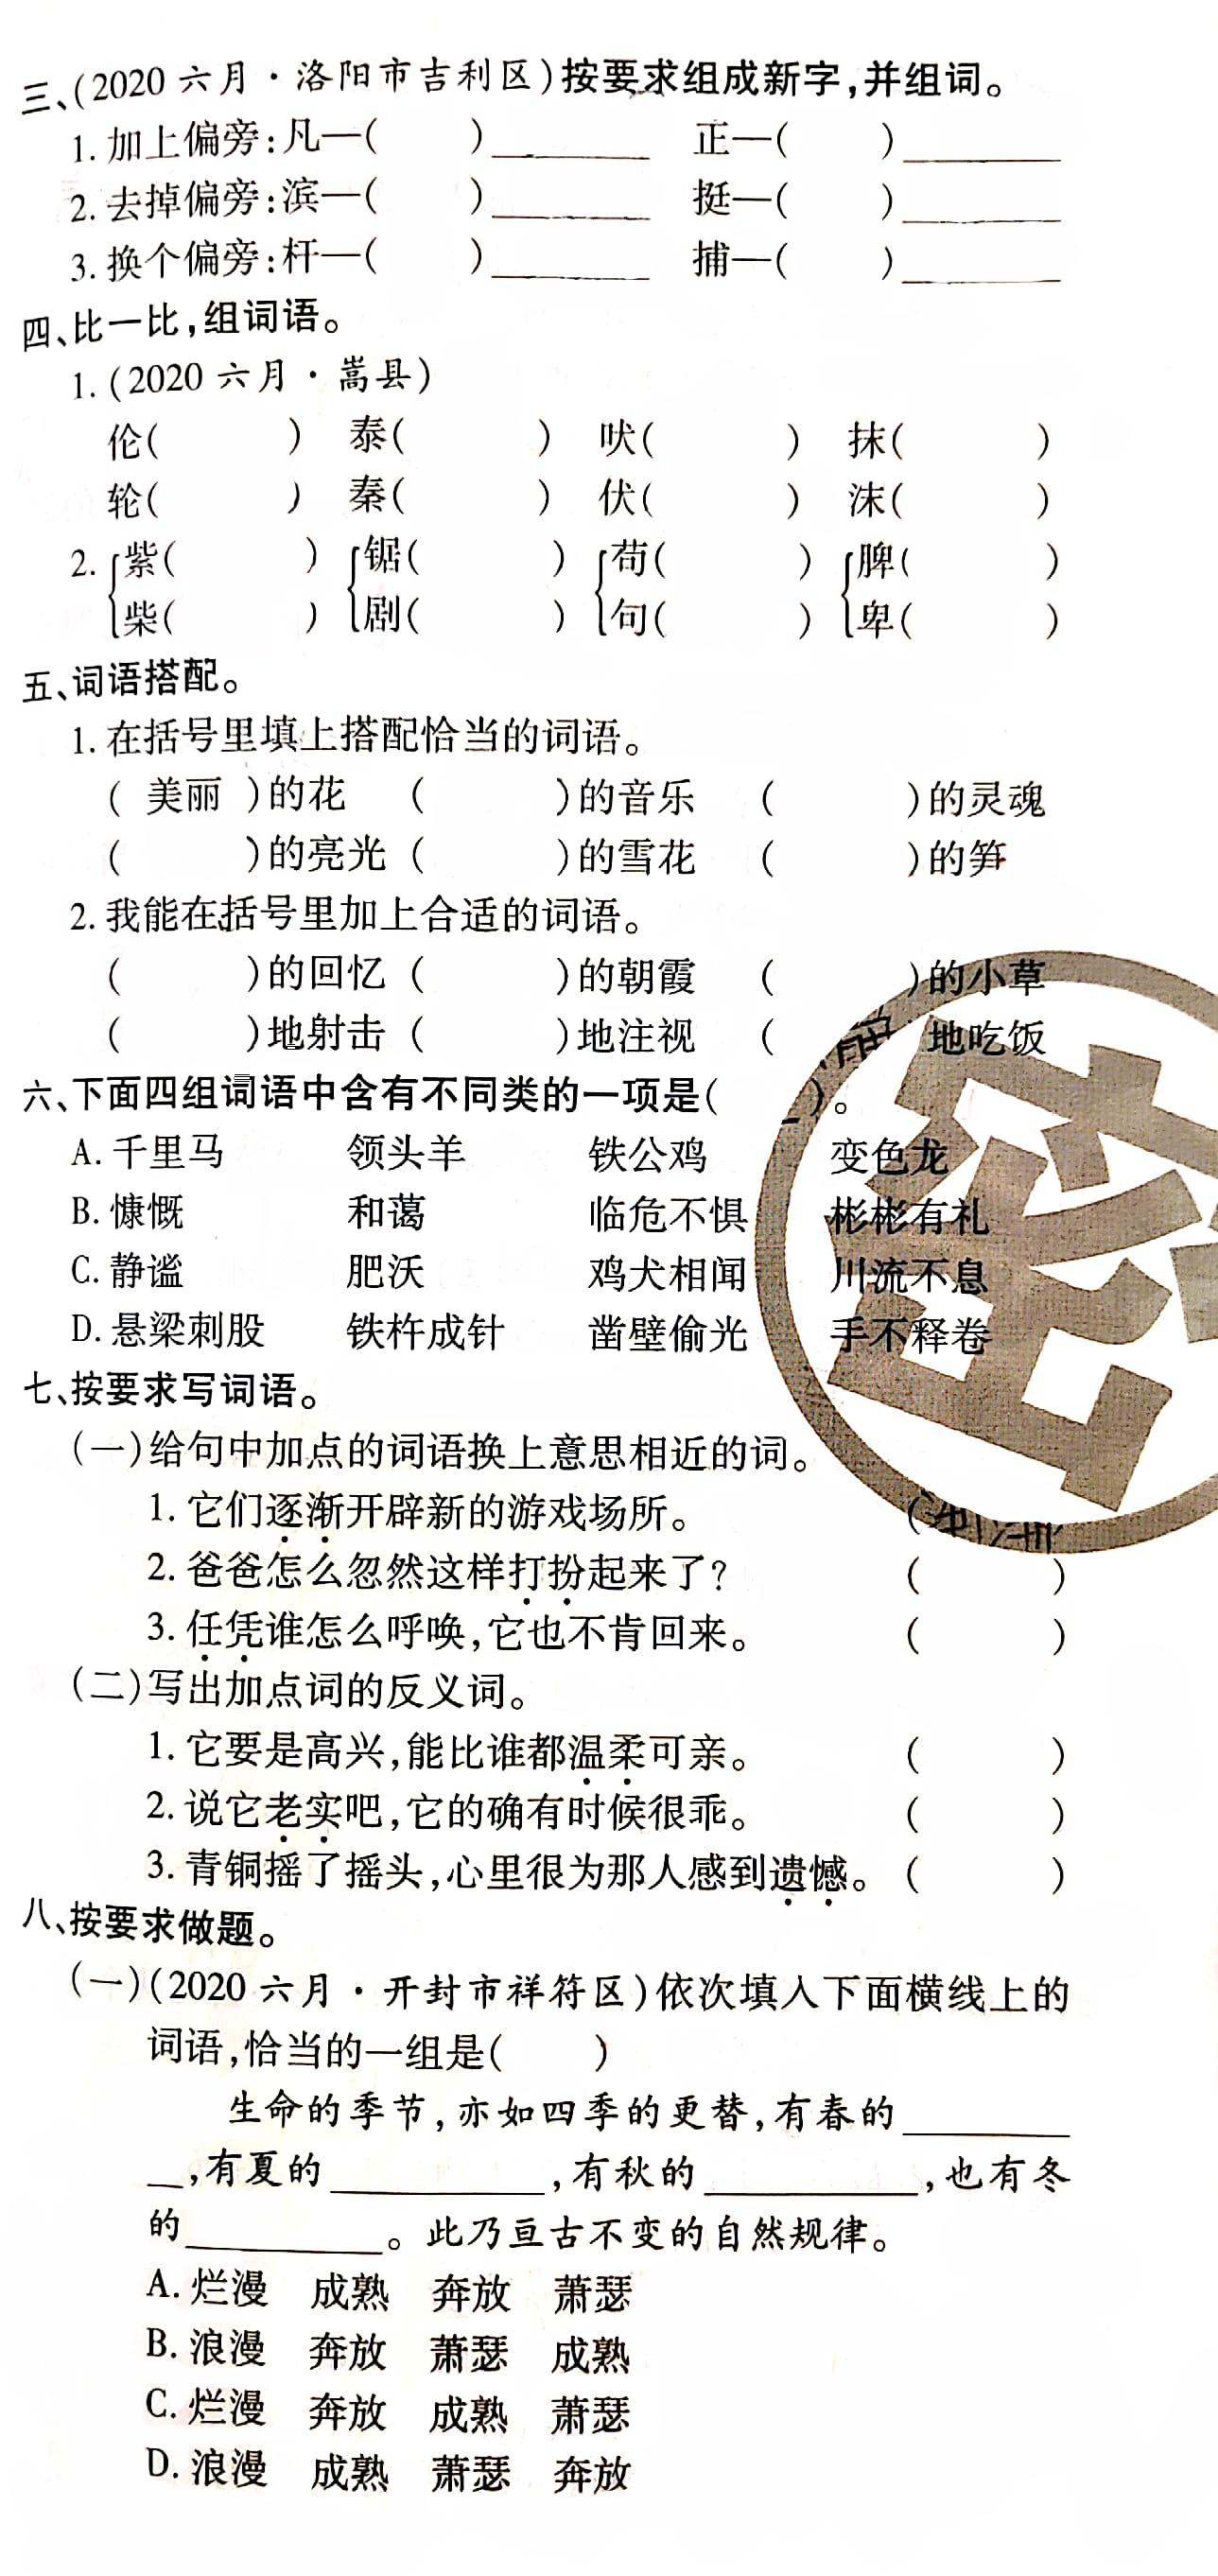 三、(2020 六月·洛阳市吉利区)按要求组成新字,并组词。
1. 加上偏旁:凡—(    )________ 正—(    )________
2. 去掉偏旁:滨—(    )________ 挺—(    )________
3. 换个偏旁:杆—(    )________ 捕—(    )________
四、比一比,组词语。
1. (2020 六月·嵩县)
伦(    ) 泰(    ) 吠(    ) 抹(    )
轮(    ) 秦(    ) 伏(    ) 沫(    )
2. 紫(    ) 锯(    ) 苟(    ) 脾(    )
柴(    ) 剧(    ) 句(    ) 卑(    )
五、词语搭配。
1. 在括号里填上搭配恰当的词语。
( 美丽 )的花 (    )的音乐 (    )的灵魂
(    )的亮光 (    )的雪花 (    )的笋
2. 我能在括号里加上合适的词语。
(    )的回忆 (    )的朝霞 (    )的小草
(    )地射击 (    )地注视 (    地吃饭
六、下面四组词语中含有不同类的一项是(    )。
A. 千里马 领头羊 铁公鸡 变色龙
B. 慷慨 和蔼 临危不惧 彬彬有礼
C. 静谧 肥沃 鸡犬相闻 川流不息
D. 悬梁刺股 铁杵成针 凿壁偷光 手不释卷
七、按要求写词语。
(一)给句中加点的词语换上意思相近的词。
1. 它们逐渐开辟新的游戏场所。 (
2. 爸爸怎么忽然这样打扮起来了? (    )
3. 任凭谁怎么呼唤,它也不肯回来。 (    )
(二)写出加点词的反义词。
1. 它要是高兴,能比谁都温柔可亲。 (    )
2. 说它老实吧,它的确有时候很乖。 (    )
3. 青铜摇了摇头,心里很为那人感到遗憾。 (    )
八、按要求做题。
(一)(2020 六月·开封市祥符区)依次填入下面横线上的
词语,恰当的一组是(    )
生命的季节,亦如四季的更替,有春的________
__,有夏的__________,有秋的__________,也有冬
的__________。此乃亘古不变的自然规律。
A. 烂漫 成熟 奔放 萧瑟
B. 浪漫 奔放 萧瑟 成熟
C. 烂漫 奔放 成熟 萧瑟
D. 浪漫 成熟 萧瑟 奔放